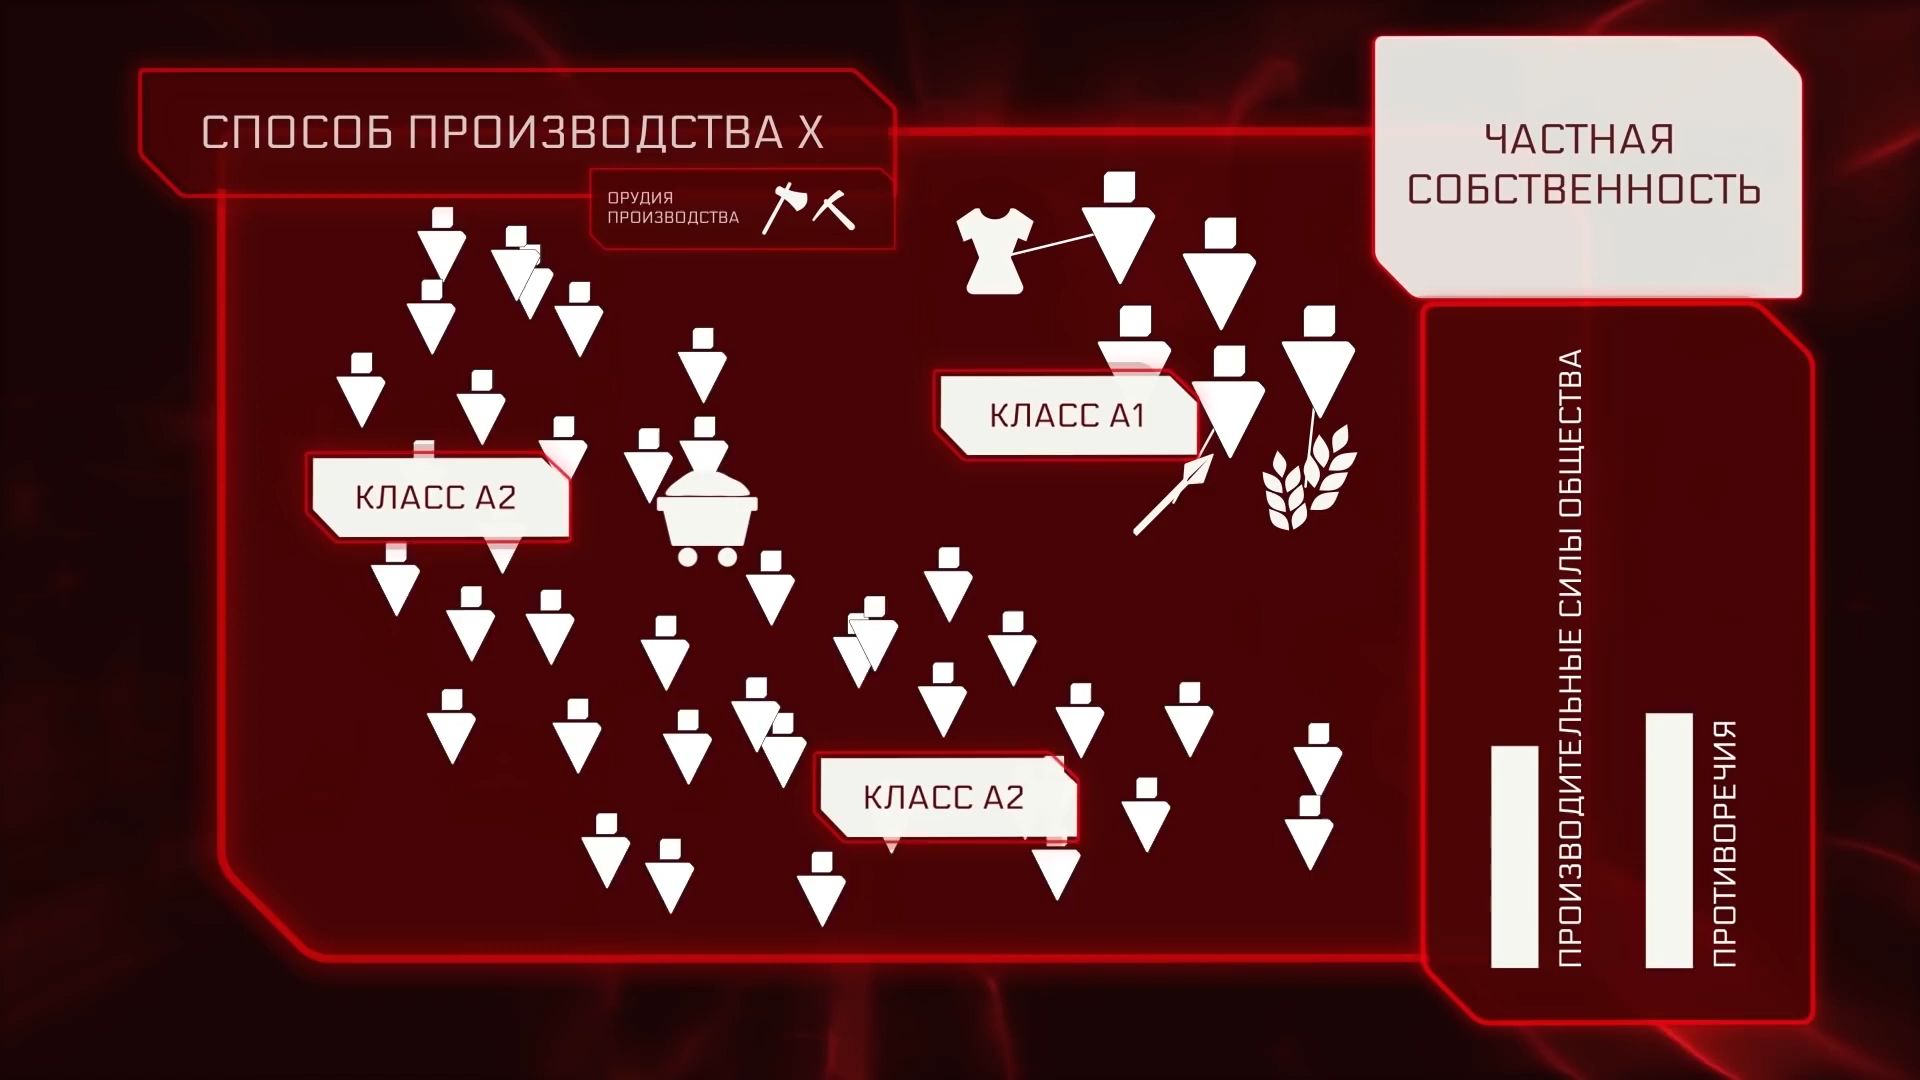 СПОСОБ ПРОИЗВОДСТВА X
ОРУДИЯ
ПРОИЗВОДСТВА
ЧАСТНАЯ
СОБСТВЕННОСТЬ
КЛАСС А1
КЛАСС А2
КЛАСС А2
ПРОИЗВОДИТЕЛЬНЫЕ СИЛЫ ОБЩЕСТВА
ПРОТИВОРЕЧИЯ